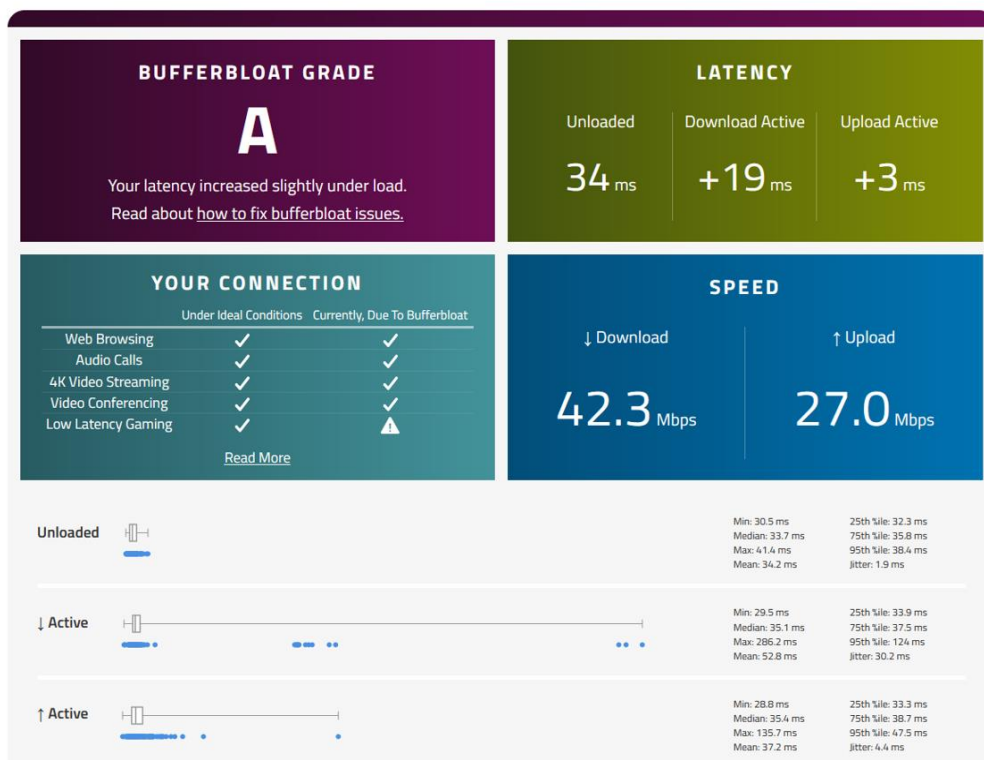 BUFFERBLOAT GRADE
A
Your latency increased slightly under load.
Read about how to fix bufferbloat issues.
LATENCY
Unloaded Download Active Upload Active
34 ms +19 ms +3 ms
YOUR CONNECTION
Under Ideal Conditions Currently, Due To Bufferbloat
Web Browsing
Audio Calls
4K Video Streaming
Video Conferencing
Low Latency Gaming
Read More
SPEED
↓ Download ↑ Upload
42.3 Mbps 27.0 Mbps
Unloaded
Min: 30.5 ms 25th %ile: 32.3 ms
Median: 33.7 ms 75th %ile: 35.8 ms
Max: 41.4 ms 95th %ile: 38.4 ms
Mean: 34.2 ms Jitter: 1.9 ms
↓ Active
Min: 29.5 ms 25th %ile: 33.9 ms
Median: 35.1 ms 75th %ile: 37.5 ms
Max: 286.2 ms 95th %ile: 124 ms
Mean: 52.8 ms Jitter: 30.2 ms
↑ Active
Min: 28.8 ms 25th %ile: 33.3 ms
Median: 35.4 ms 75th %ile: 38.7 ms
Max: 135.7 ms 95th %ile: 47.5 ms
Mean: 37.2 ms Jitter: 4.4 ms